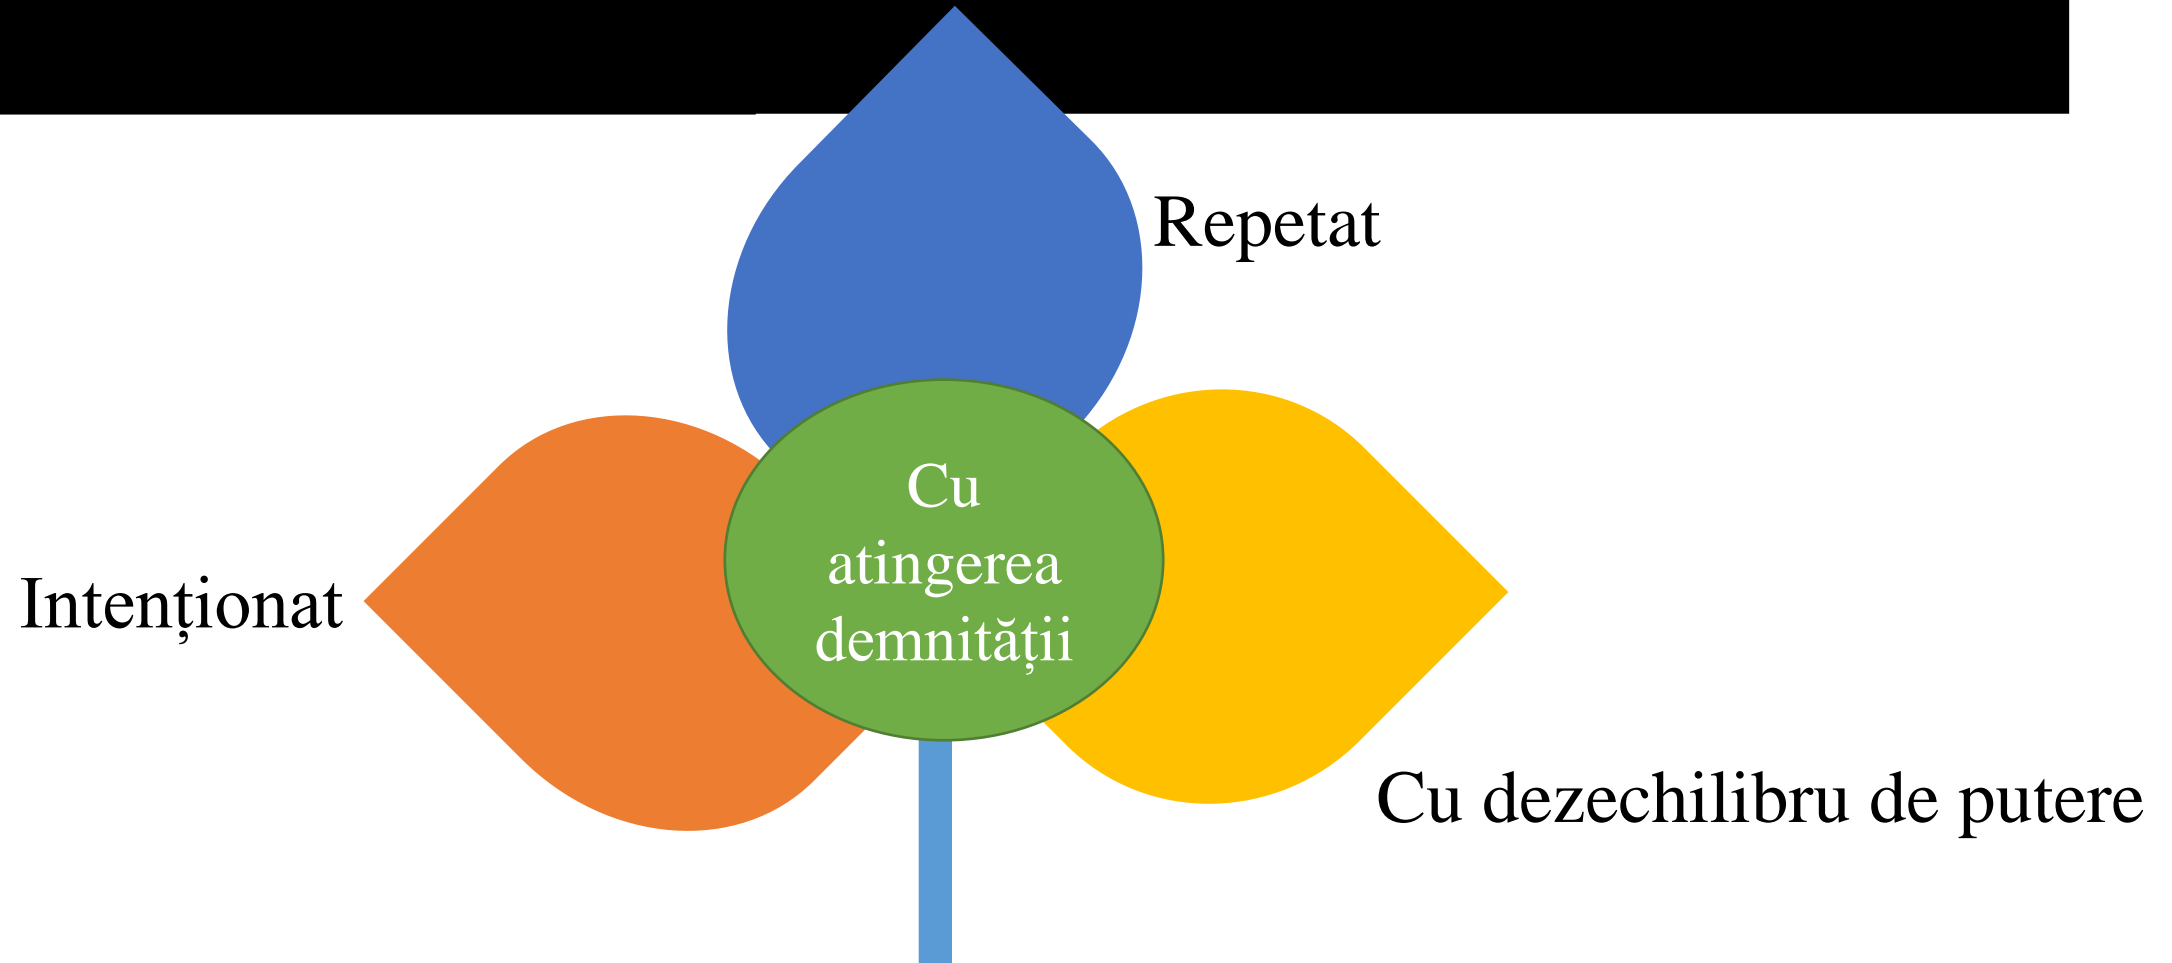 Repetat
Cu
atingerea
demnității
Intenționat
Cu dezechilibru de putere